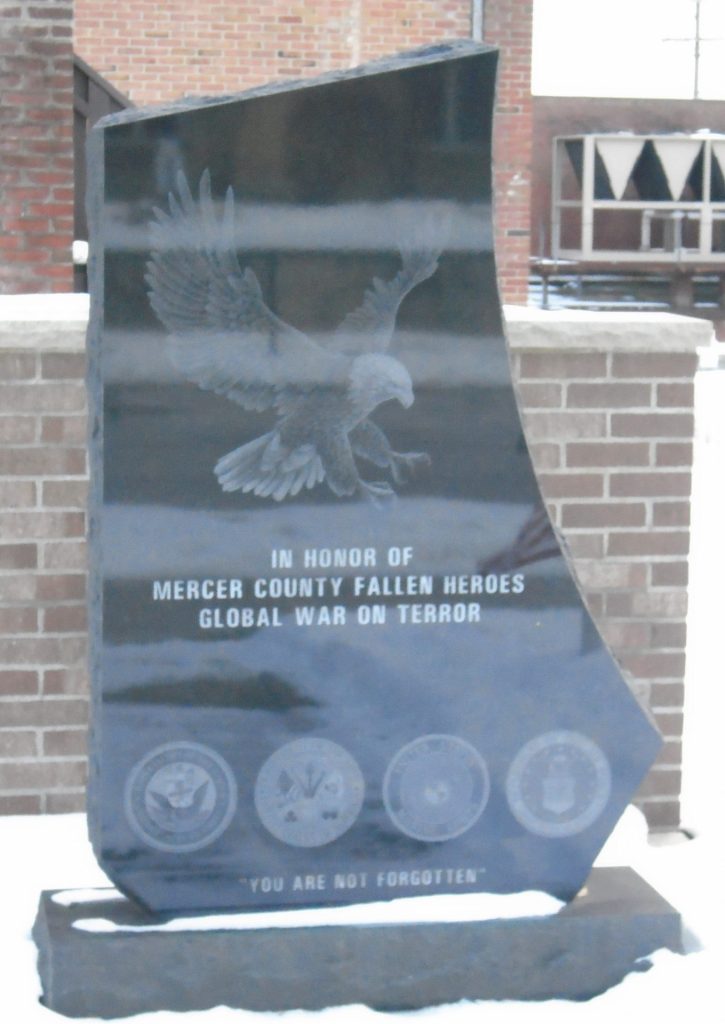 IN HONOR OF
MERCER COUNTY FALLEN HEROES
GLOBAL WAR ON TERROR
"YOU ARE NOT FORGOTTEN"